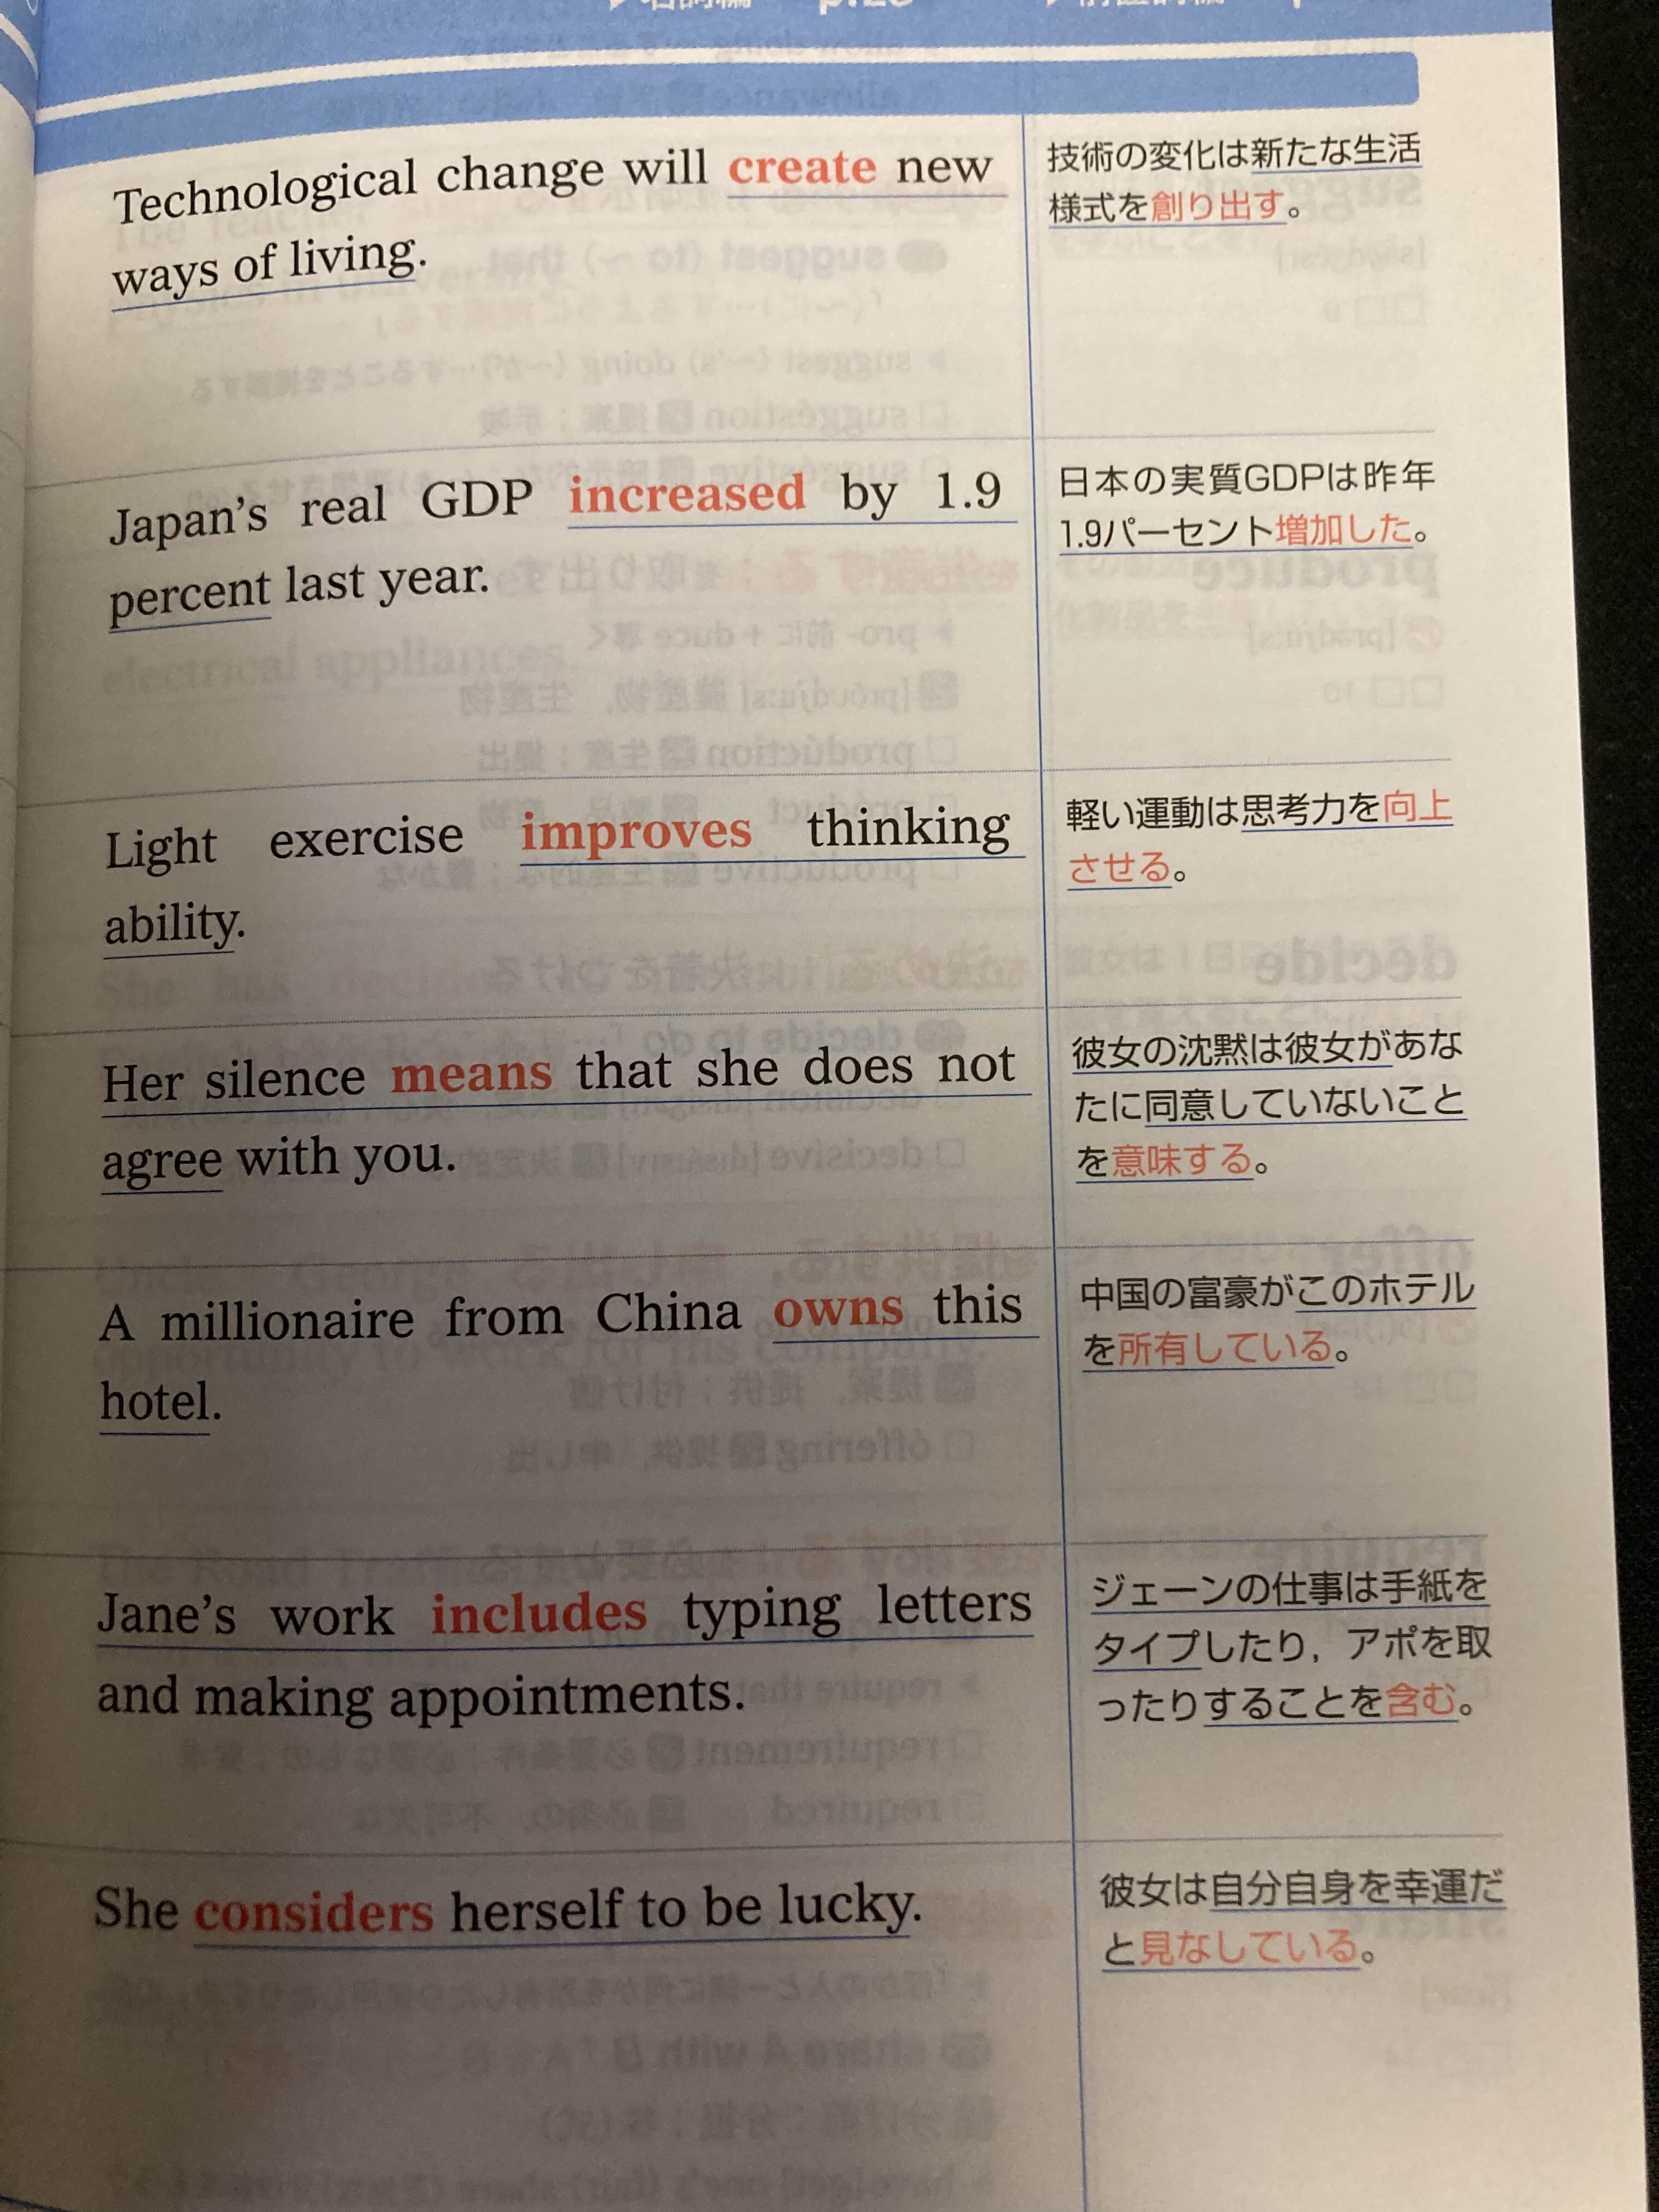 Technological change will create new
ways of living.
技術の変化は新たな生活
様式を創り出す。
Japan's real GDP increased by 1.9
percent last year.
日本の実質GDPは昨年
1.9パーセント増加した。
Light exercise improves thinking
ability.
軽い運動は思考力を向上
させる。
Her silence means that she does not
agree with you.
彼女の沈黙は彼女があな
たに同意していないこと
を意味する。
A millionaire from China owns this
hotel.
中国の富豪がこのホテル
を所有している。
Jane's work includes typing letters
and making appointments.
ジェーンの仕事は手紙を
タイプしたり，アポを取
ったりすることを含む。
She considers herself to be lucky.
彼女は自分自身を幸運だ
と見なしている。